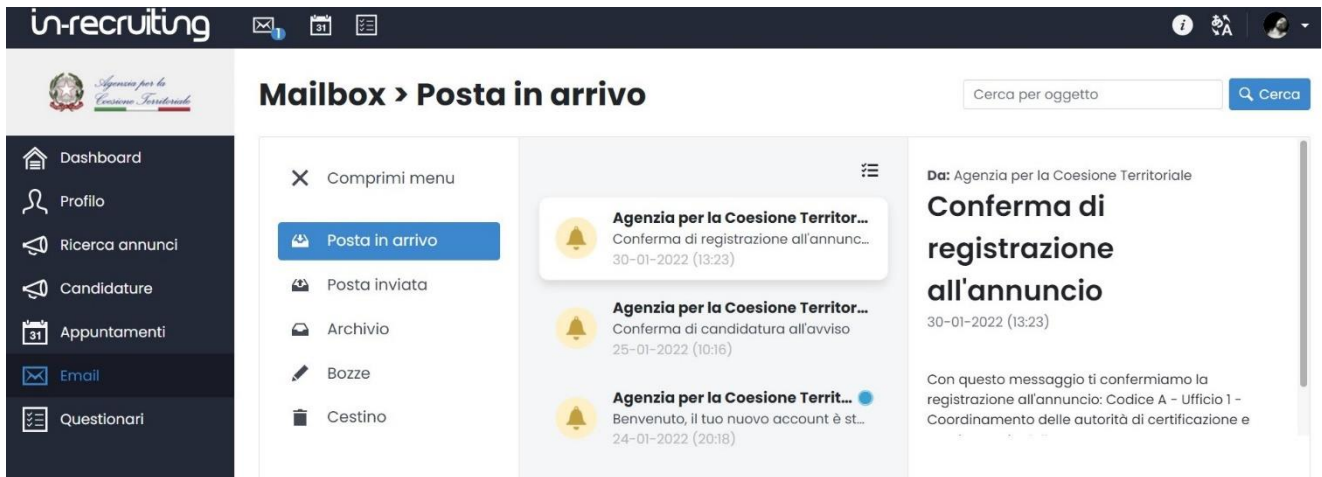 in-recruiting
1
31
Agenzia per la
Coesione Territoriale
Dashboard
Profilo
Ricerca annunci
Candidature
31
Appuntamenti
Email
Questionari
Mailbox > Posta in arrivo
Cerca per oggetto
Cerca
Comprimi menu
Posta in arrivo
Posta inviata
Archivio
Bozze
Cestino
Agenzia per la Coesione Territor...
Conferma di registrazione all'annunc...
30-01-2022 (13:23)
Agenzia per la Coesione Territor...
Conferma di candidatura all'avviso
25-01-2022 (10:16)
Agenzia per la Coesione Territ...
Benvenuto, il tuo nuovo account è st...
24-01-2022 (20:18)
Da: Agenzia per la Coesione Territoriale
Conferma di
registrazione
all'annuncio
30-01-2022 (13:23)
Con questo messaggio ti confermiamo la
registrazione all'annuncio: Codice A - Ufficio 1 -
Coordinamento delle autorità di certificazione e